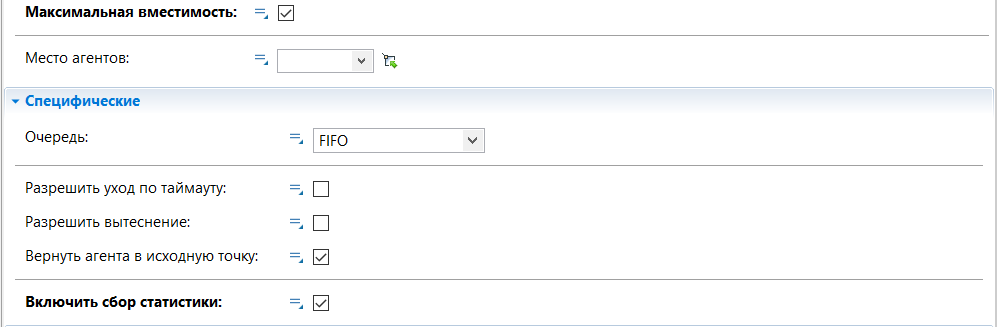 Максимальная вместимость:
Место агентов:
Специфические
Очередь: FIFO
Разрешить уход по таймауту:
Разрешить вытеснение:
Вернуть агента в исходную точку:
Включить сбор статистики: